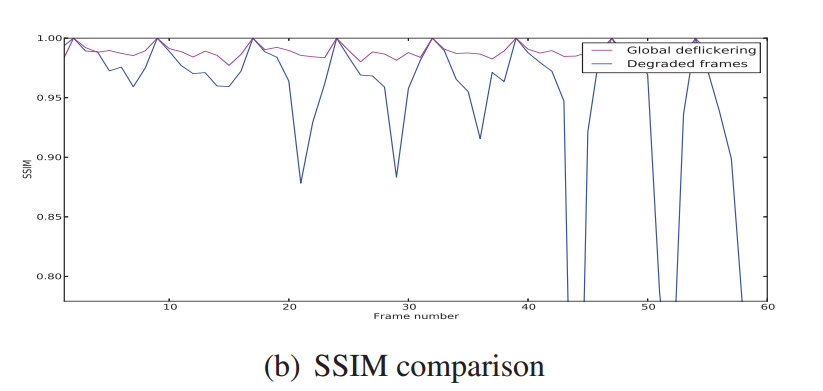 1.00
Global deflickering
Degraded frames
0.95
0.90
SSIM
0.85
0.80
10 20 30 40 50 60
Frame number
(b) SSIM comparison